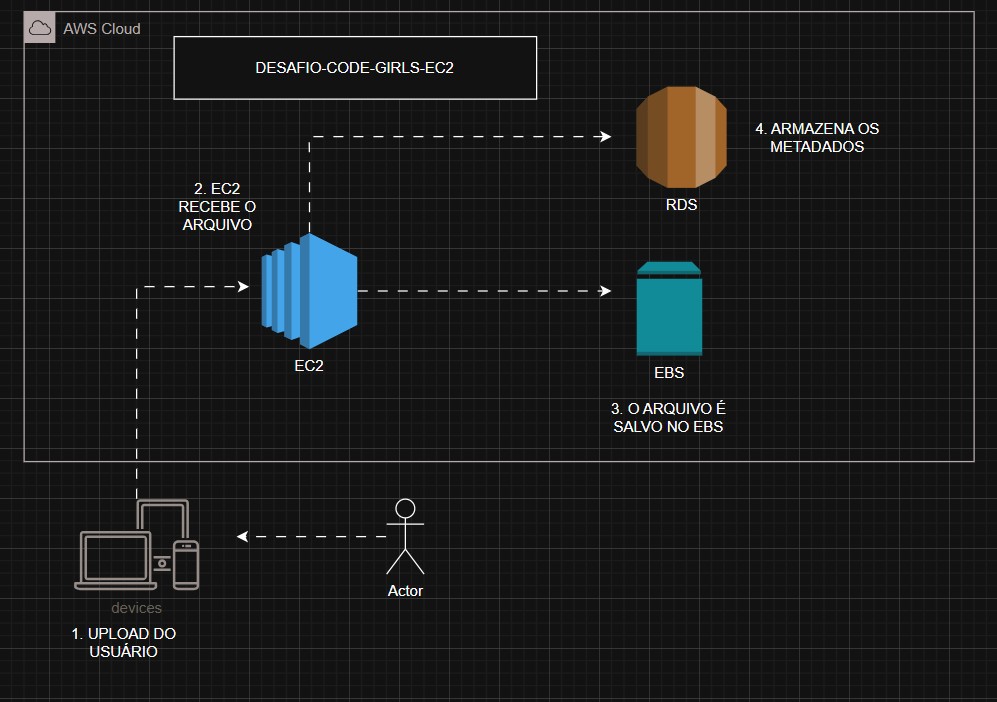 AWS Cloud
DESAFIO-CODE-GIRLS-EC2
4. ARMAZENA OS
METADADOS
RDS
2. EC2
RECEBE O
ARQUIVO
EC2
EBS
3. O ARQUIVO É
SALVO NO EBS
Actor
devices
1. UPLOAD DO
USUÁRIO